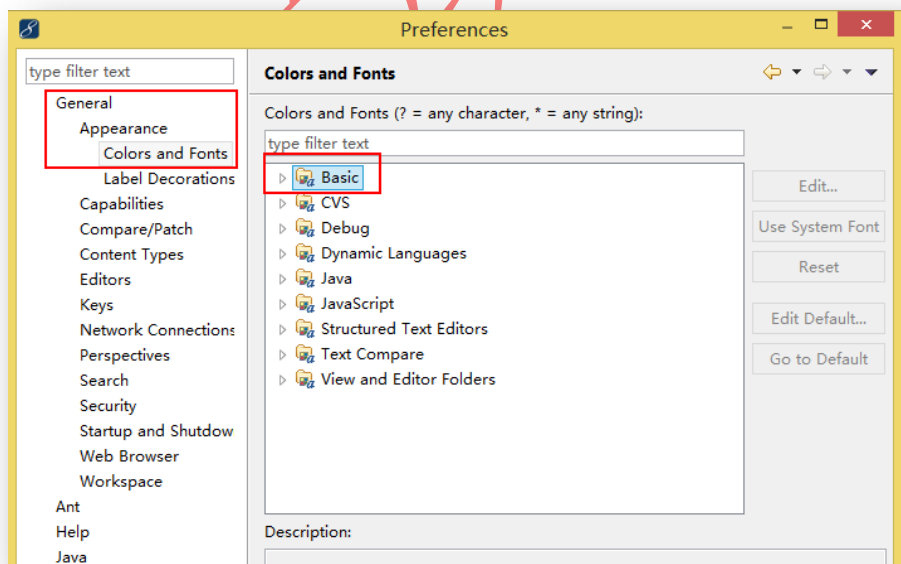 Preferences
type filter text
General
Appearance
Colors and Fonts
Label Decorations
Capabilities
Compare/Patch
Content Types
Editors
Keys
Network Connections
Perspectives
Search
Security
Startup and Shutdow
Web Browser
Workspace
Ant
Help
Java
Colors and Fonts
Colors and Fonts (? = any character, * = any string):
type filter text
Basic
CVS
Debug
Dynamic Languages
Java
JavaScript
Structured Text Editors
Text Compare
View and Editor Folders
Edit...
Use System Font
Reset
Edit Default...
Go to Default
Description: